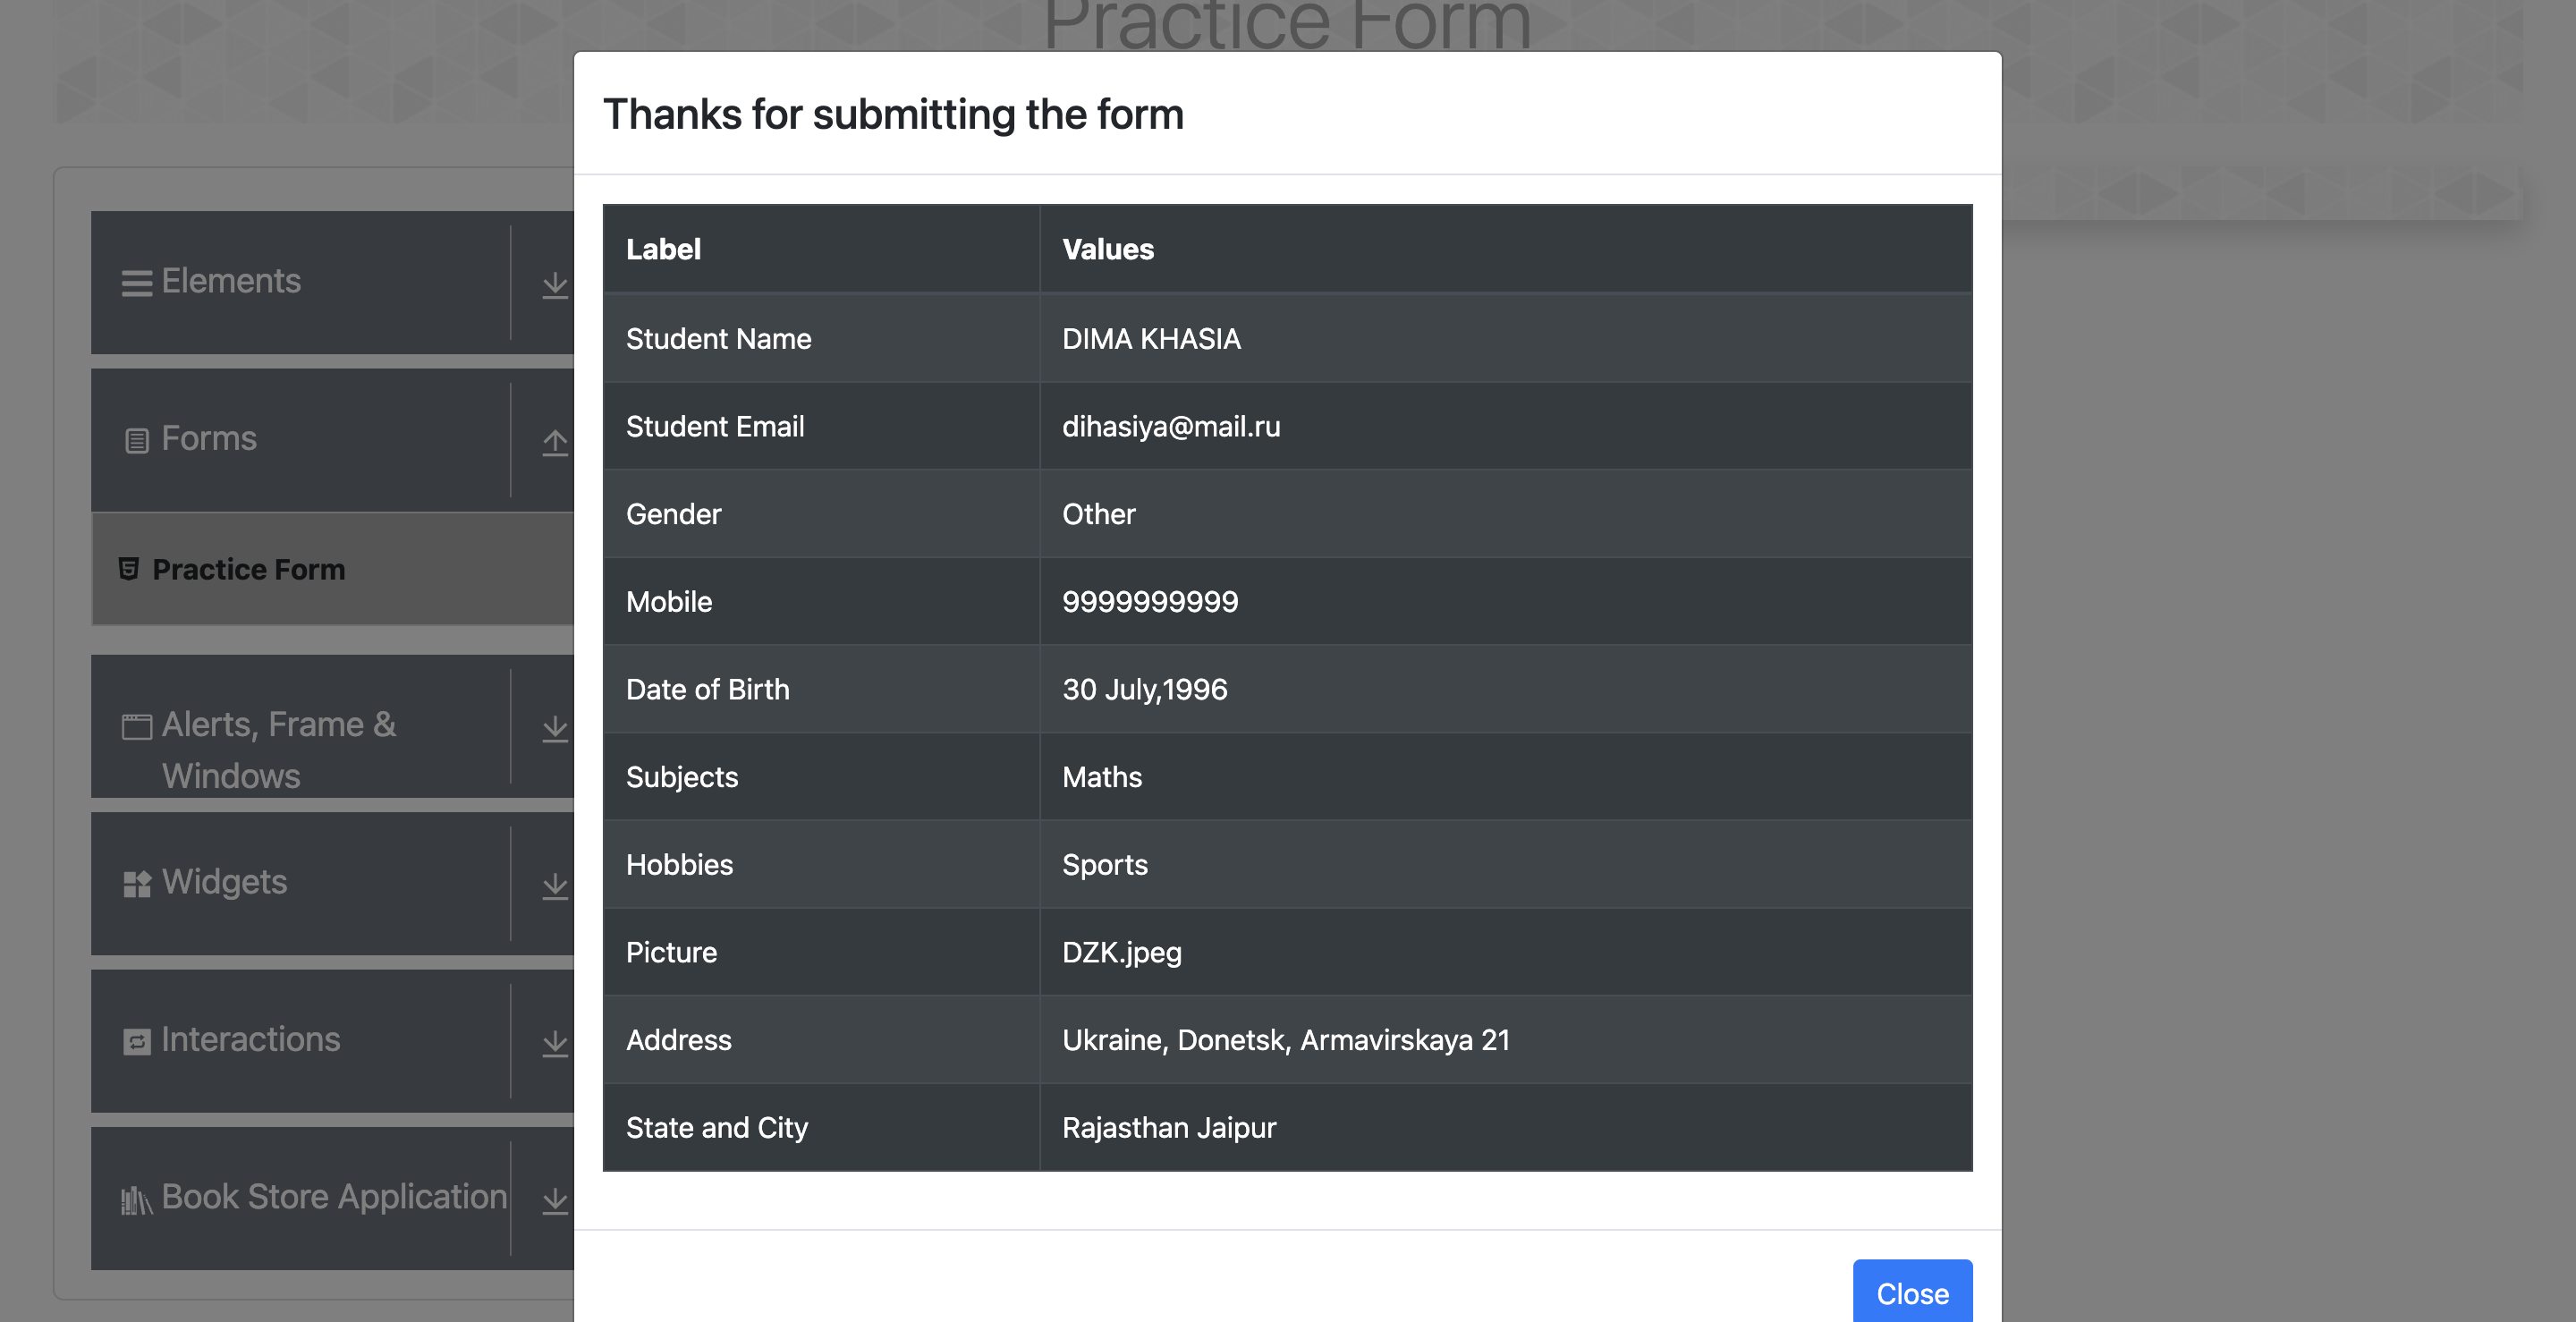 Practice Form
Thanks for submitting the form
Label Values
Student Name DIMA KHASIA
Student Email dihasiya@mail.ru
Gender Other
Mobile 9999999999
Date of Birth 30 July,1996
Subjects Maths
Hobbies Sports
Picture DZK.jpeg
Address Ukraine, Donetsk, Armavirskaya 21
State and City Rajasthan Jaipur
Close
Elements
Forms
Practice Form
Alerts, Frame &
Windows
Widgets
Interactions
Book Store Application